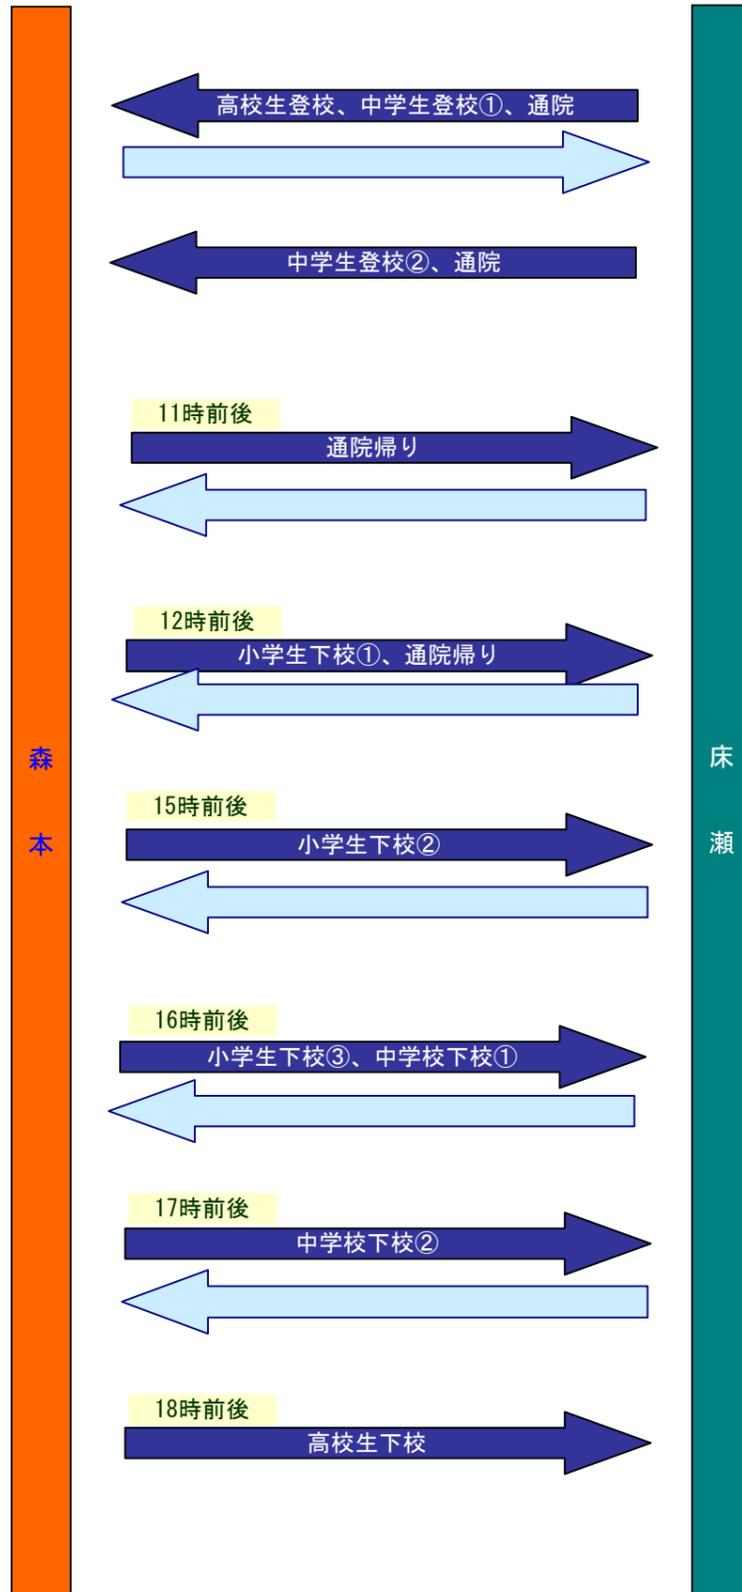 高校生登校、中学生登校①、通院
中学生登校②、通院
11時前後
通院帰り
12時前後
小学生下校①、通院帰り
森本
床瀬
15時前後
小学生下校②
16時前後
小学生下校③、中学校下校①
17時前後
中学校下校②
18時前後
高校生下校